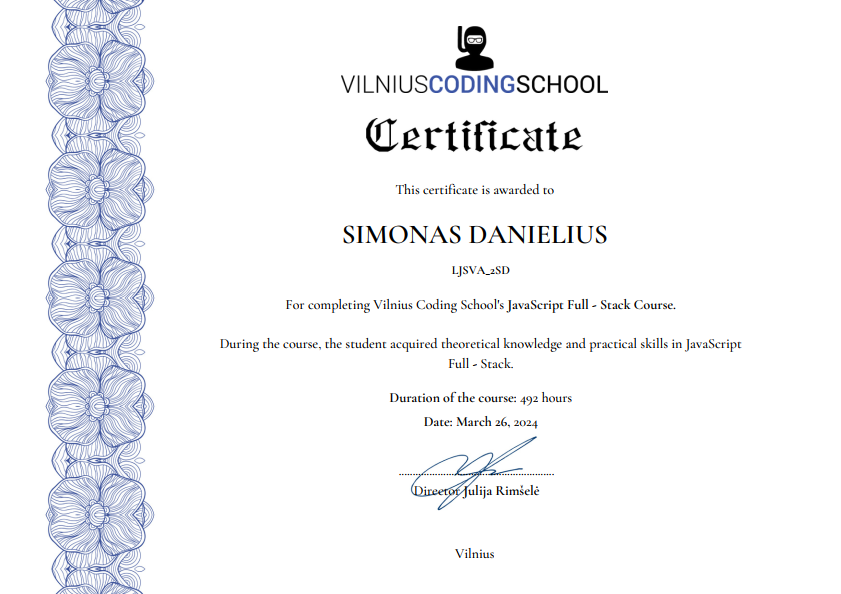 VILNIUSCODINGSCHOOL
Certificate
This certificate is awarded to
SIMONAS DANIELIUS
LJSVA_2SD
For completing Vilnius Coding School's JavaScript Full - Stack Course.
During the course, the student acquired theoretical knowledge and practical skills in JavaScript
Full - Stack.
Duration of the course: 492 hours
Date: March 26, 2024
Director Julija Rimšelė
Vilnius